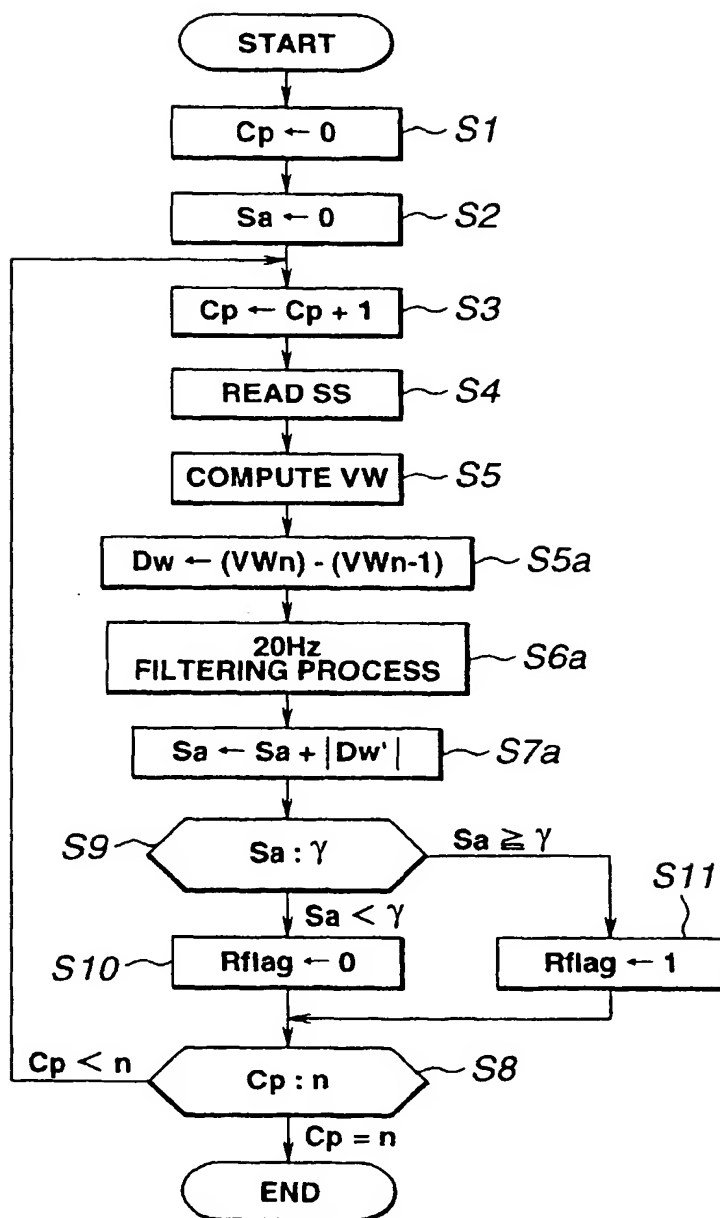 START
Cp ← 0
S1
Sa ← 0
S2
Cp ← Cp + 1
S3
READ SS
S4
COMPUTE VW
S5
Dw ← (VWn) - (VWn-1)
S5a
20Hz
FILTERING PROCESS
S6a
Sa ← Sa + |Dw'|
S7a
S9
Sa : γ
Sa ≧ γ
S11
Sa < γ
S10
Rflag ← 0
Rflag ← 1
Cp < n
Cp : n
S8
Cp = n
END